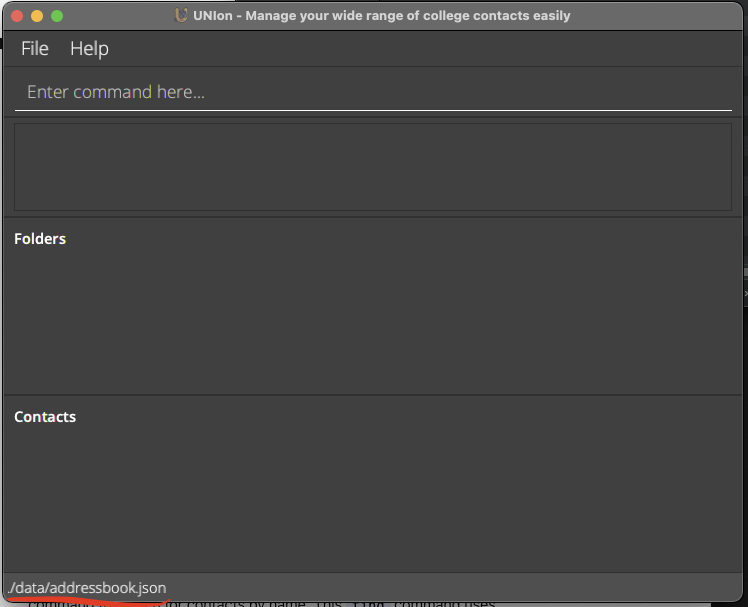 UNIon - Manage your wide range of college contacts easily
File Help
Enter command here...
Folders
Contacts
./data/addressbook.json